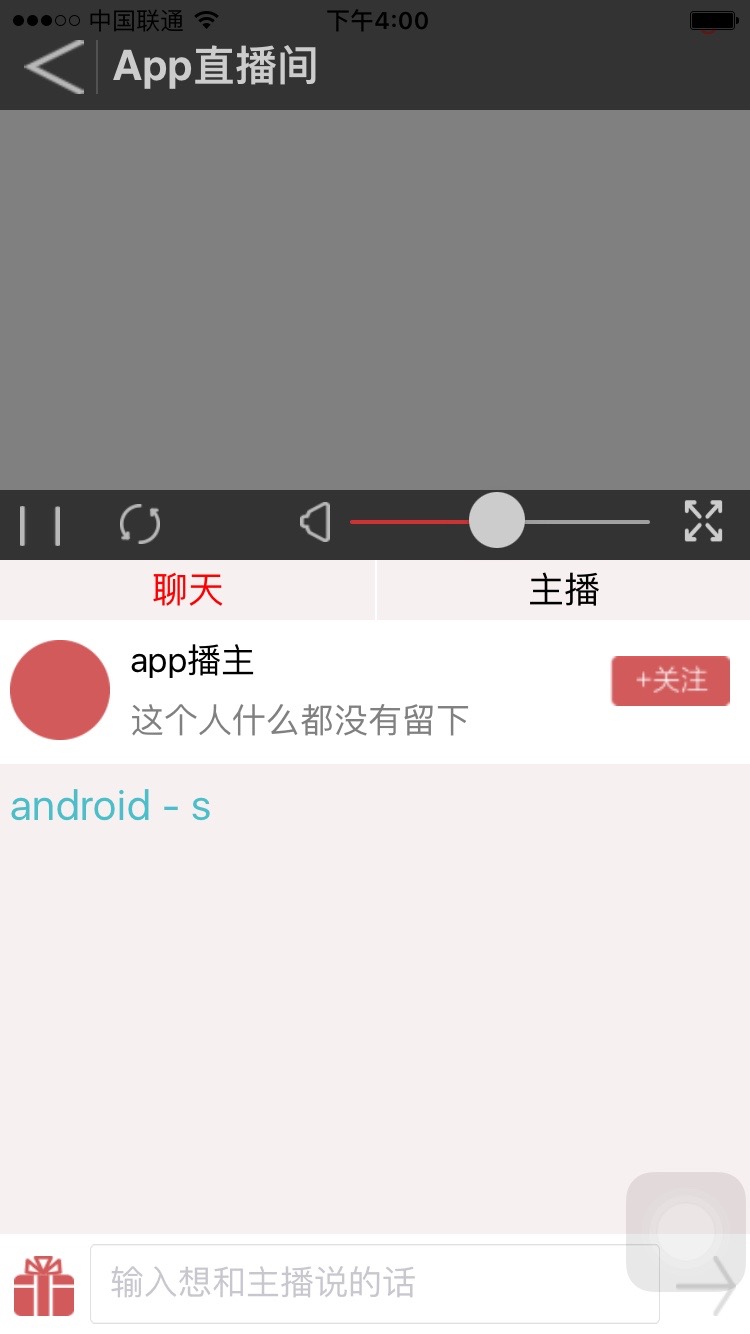 中国联通 下午4:00
App直播间
聊天 主播
app播主
+关注
这个人什么都没有留下
android - s
输入想和主播说的话